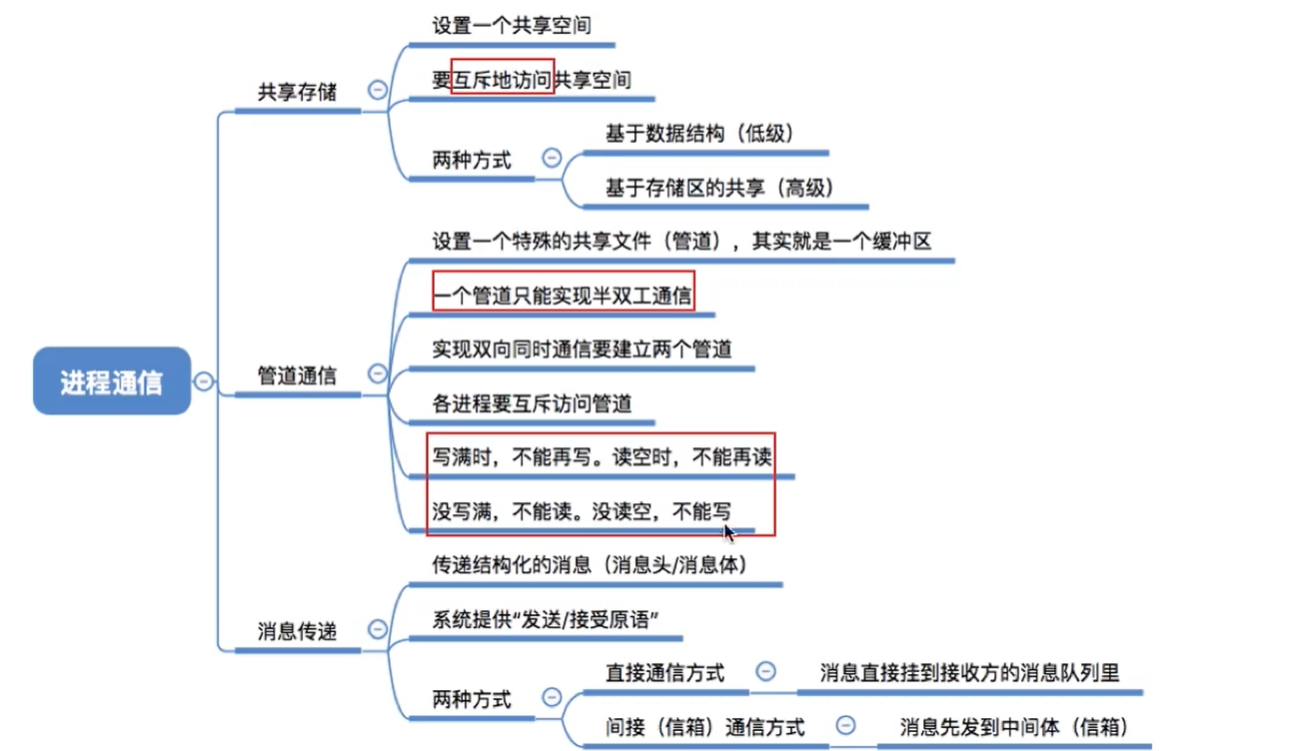 进程通信
共享存储
设置一个共享空间
要互斥地访问共享空间
两种方式
基于数据结构（低级）
基于存储区的共享（高级）
管道通信
设置一个特殊的共享文件（管道），其实就是一个缓冲区
一个管道只能实现半双工通信
实现双向同时通信要建立两个管道
各进程要互斥访问管道
写满时，不能再写。读空时，不能再读
没写满，不能读。没读空，不能写
消息传递
传递结构化的消息（消息头/消息体）
系统提供“发送/接受原语”
两种方式
直接通信方式
消息直接挂到接收方的消息队列里
间接（信箱）通信方式
消息先发到中间体（信箱）